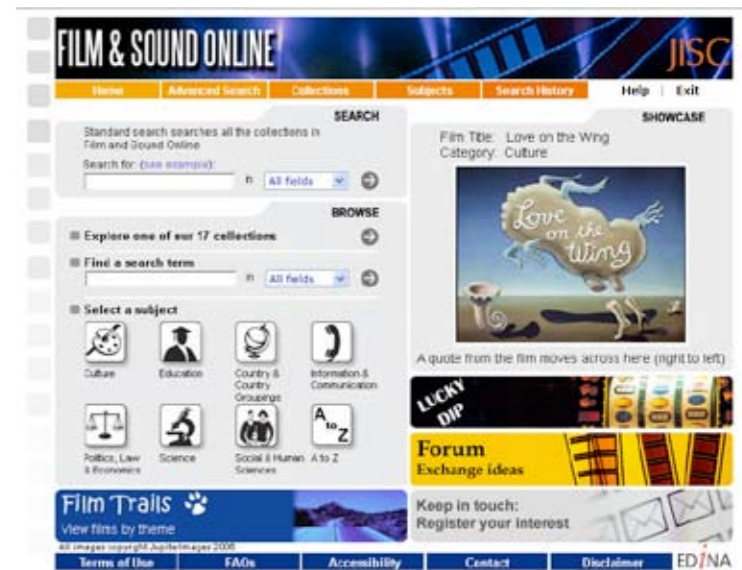 FILM & SOUND ONLINE
JISC
Home Advanced Search Collections Subjects Search History Help | Exit
SEARCH
Standard search searches all the collections in
Film and Sound Online
Search for: (see example):
in All fields
BROWSE
Explore one of our 17 collections
Find a search term
in All fields
Select a subject
Culture
Education
Country &
Country
Groupings
Information &
Communication
Politics, Law
& Economics
Science
Social & Human
Sciences
A to Z
A to Z
SHOWCASE
Film Title: Love on the Wing
Category: Culture
Love
on the
Wing
A quote from the film moves across here (right to left)
LUCKY
DIP
Forum
Exchange ideas
Film Trails
View films by theme
Keep in touch:
Register your interest
All images copyright JupiterImages 2006
Terms of Use FAQs Accessibility Contact Disclaimer EDINA